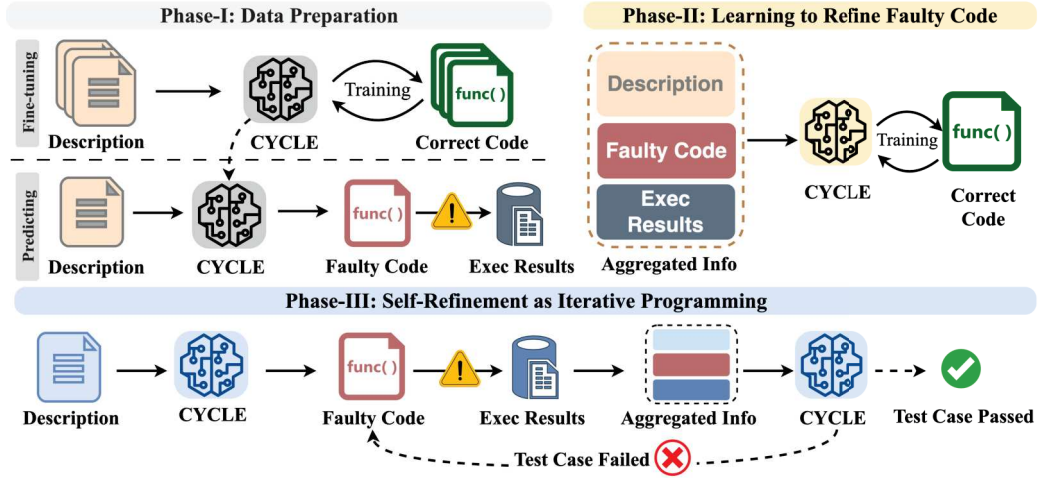 Phase-I: Data Preparation
Fine-tuning
Description
CYCLE
Training
func( )
Correct Code
Predicting
Description
CYCLE
func( )
Faulty Code
Exec Results
Phase-II: Learning to Refine Faulty Code
Description
Faulty Code
Exec
Results
Aggregated Info
CYCLE
Training
func( )
Correct
Code
Phase-III: Self-Refinement as Iterative Programming
Description
CYCLE
func( )
Faulty Code
Exec Results
Aggregated Info
CYCLE
Test Case Passed
Test Case Failed